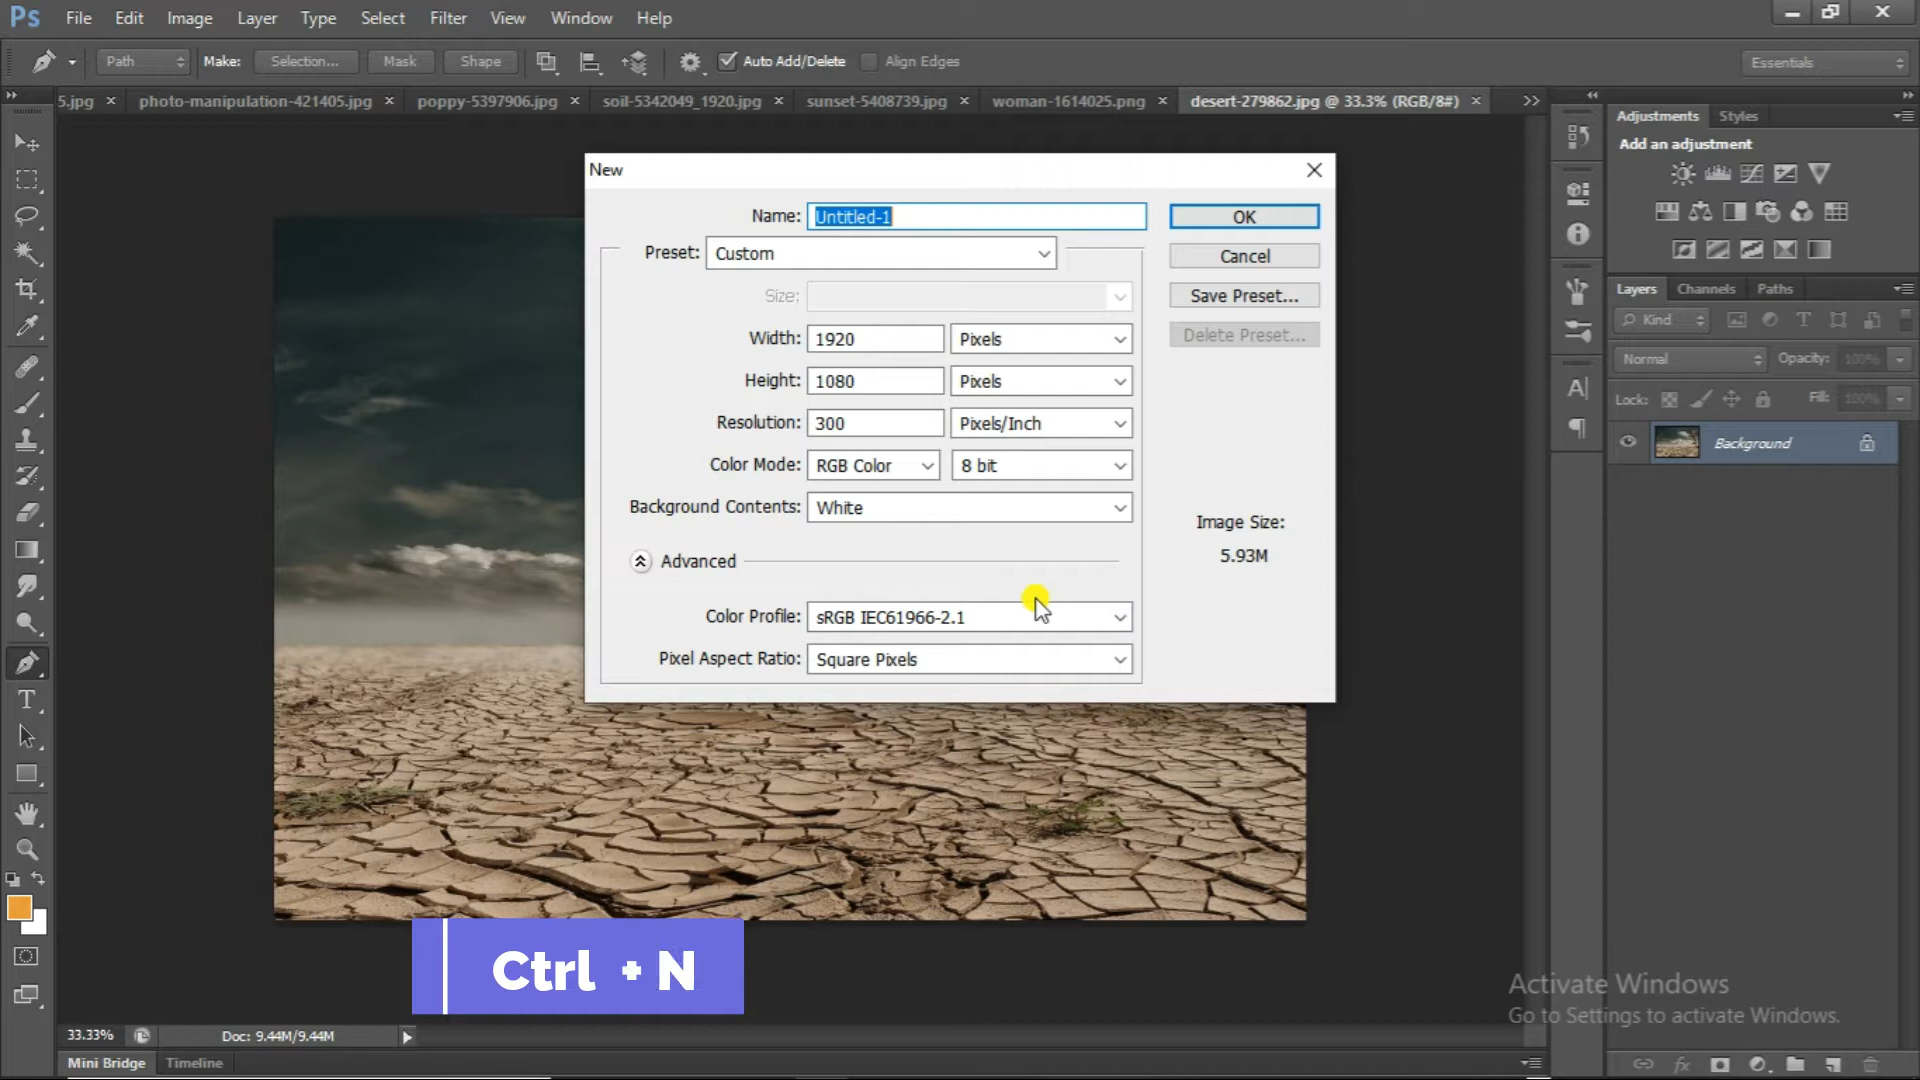 Ps File Edit Image Layer Type Select Filter View Window Help
Path Make: Selection... Mask Shape Auto Add/Delete Align Edges Essentials
5.jpg × photo-manipulation-421405.jpg × poppy-5397906.jpg × soil-5342049_1920.jpg × sunset-5408739.jpg × woman-1614025.png × desert-279862.jpg @ 33.3% (RGB/8#) ×
Adjustments Styles
Add an adjustment
New
Name: Untitled-1 OK
Preset: Custom Cancel
Size: Save Preset...
Width: 1920 Pixels Delete Preset...
Height: 1080 Pixels
Resolution: 300 Pixels/Inch
Color Mode: RGB Color 8 bit
Background Contents: White
Image Size:
5.93M
Advanced
Color Profile: sRGB IEC61966-2.1
Pixel Aspect Ratio: Square Pixels
Layers Channels Paths
Kind
Normal Opacity: 100%
Lock: Fill: 100%
Background
Ctrl + N
Activate Windows
Go to Settings to activate Windows.
33.33% Doc: 9.44M/9.44M
Mini Bridge Timeline